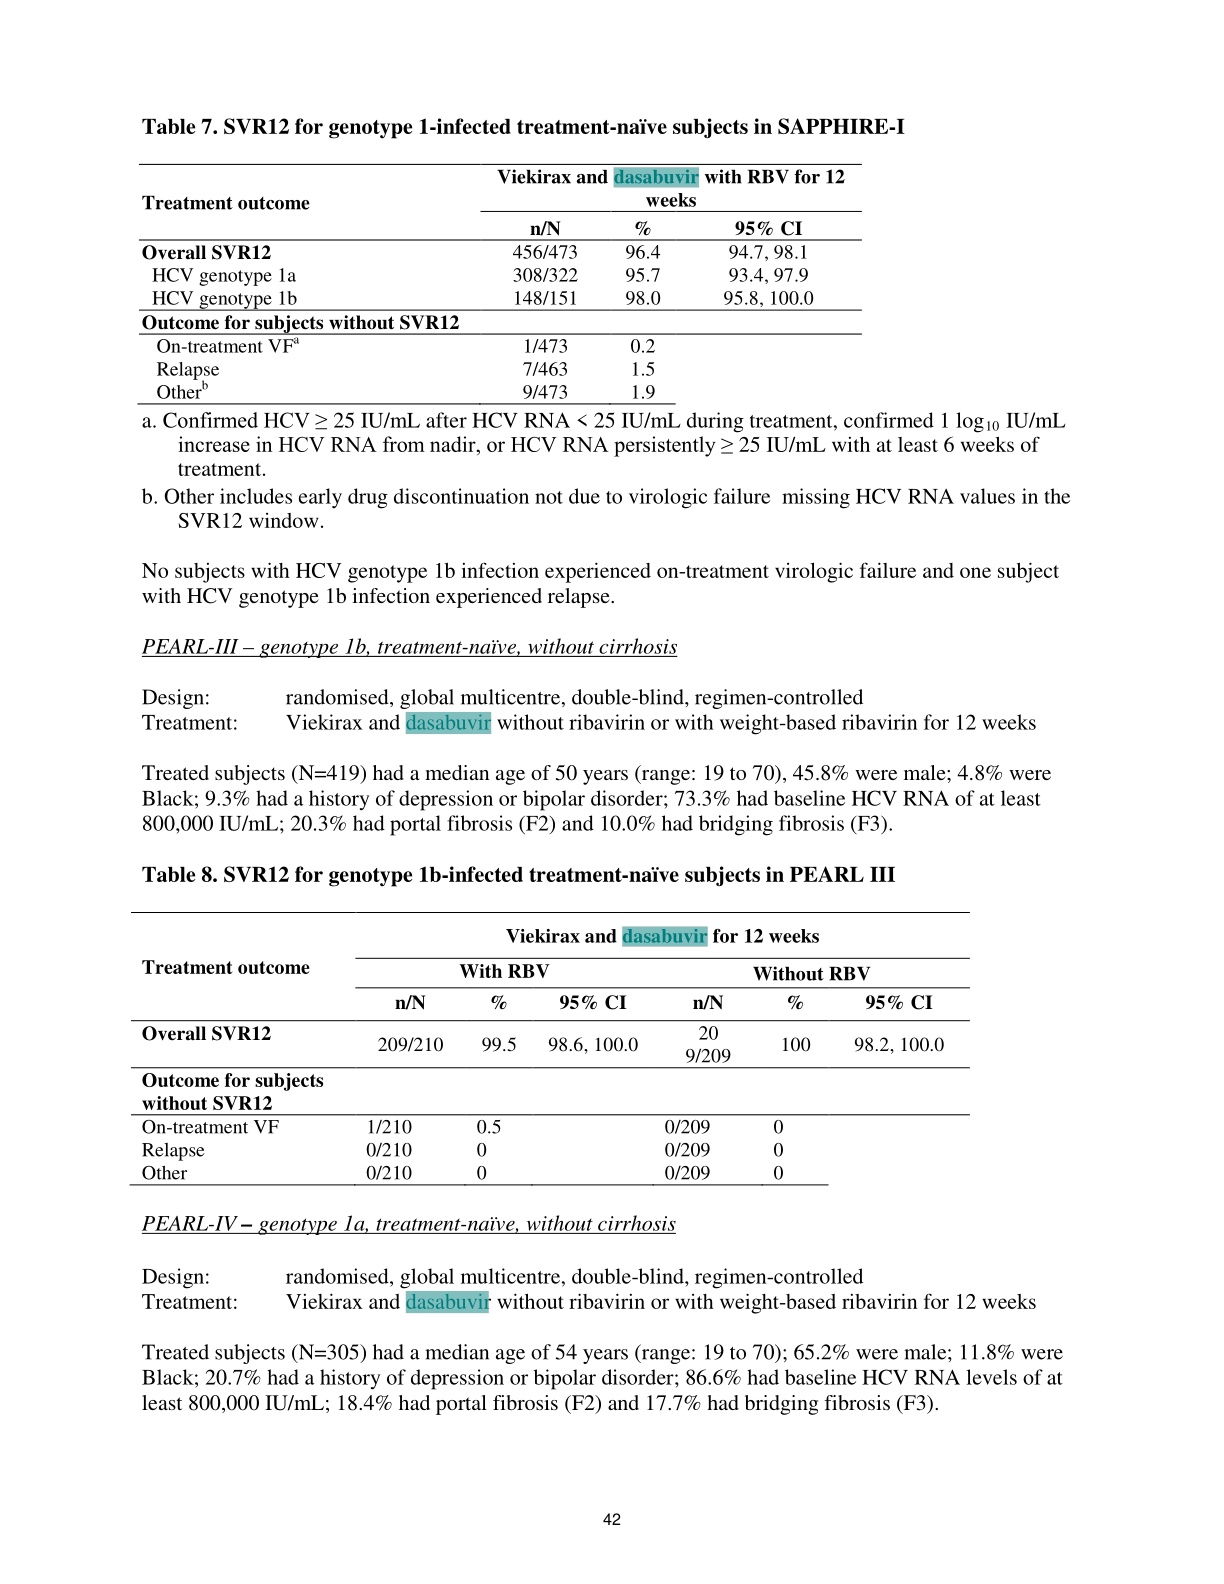 Table 7. SVR12 for genotype 1-infected treatment-naïve subjects in SAPPHIRE-I
Treatment outcome
Viekirax and dasabuvir with RBV for 12
weeks
n/N % 95% CI
Overall SVR12 456/473 96.4 94.7, 98.1
HCV genotype 1a 308/322 95.7 93.4, 97.9
HCV genotype 1b 148/151 98.0 95.8, 100.0
Outcome for subjects without SVR12
On-treatment VFa 1/473 0.2
Relapse 7/463 1.5
Otherb 9/473 1.9
a. Confirmed HCV ≥ 25 IU/mL after HCV RNA < 25 IU/mL during treatment, confirmed 1 log10 IU/mL
increase in HCV RNA from nadir, or HCV RNA persistently ≥ 25 IU/mL with at least 6 weeks of
treatment.
b. Other includes early drug discontinuation not due to virologic failure  missing HCV RNA values in the
SVR12 window.
No subjects with HCV genotype 1b infection experienced on-treatment virologic failure and one subject
with HCV genotype 1b infection experienced relapse.
PEARL-III – genotype 1b, treatment-naïve, without cirrhosis
Design: randomised, global multicentre, double-blind, regimen-controlled
Treatment: Viekirax and dasabuvir without ribavirin or with weight-based ribavirin for 12 weeks
Treated subjects (N=419) had a median age of 50 years (range: 19 to 70), 45.8% were male; 4.8% were
Black; 9.3% had a history of depression or bipolar disorder; 73.3% had baseline HCV RNA of at least
800,000 IU/mL; 20.3% had portal fibrosis (F2) and 10.0% had bridging fibrosis (F3).
Table 8. SVR12 for genotype 1b-infected treatment-naïve subjects in PEARL III
Treatment outcome
Viekirax and dasabuvir for 12 weeks
With RBV Without RBV
n/N % 95% CI n/N % 95% CI
Overall SVR12 209/210 99.5 98.6, 100.0 20
9/209 100 98.2, 100.0
Outcome for subjects
without SVR12
On-treatment VF 1/210 0.5 0/209 0
Relapse 0/210 0 0/209 0
Other 0/210 0 0/209 0
PEARL-IV – genotype 1a, treatment-naïve, without cirrhosis
Design: randomised, global multicentre, double-blind, regimen-controlled
Treatment: Viekirax and dasabuvir without ribavirin or with weight-based ribavirin for 12 weeks
Treated subjects (N=305) had a median age of 54 years (range: 19 to 70); 65.2% were male; 11.8% were
Black; 20.7% had a history of depression or bipolar disorder; 86.6% had baseline HCV RNA levels of at
least 800,000 IU/mL; 18.4% had portal fibrosis (F2) and 17.7% had bridging fibrosis (F3).
42